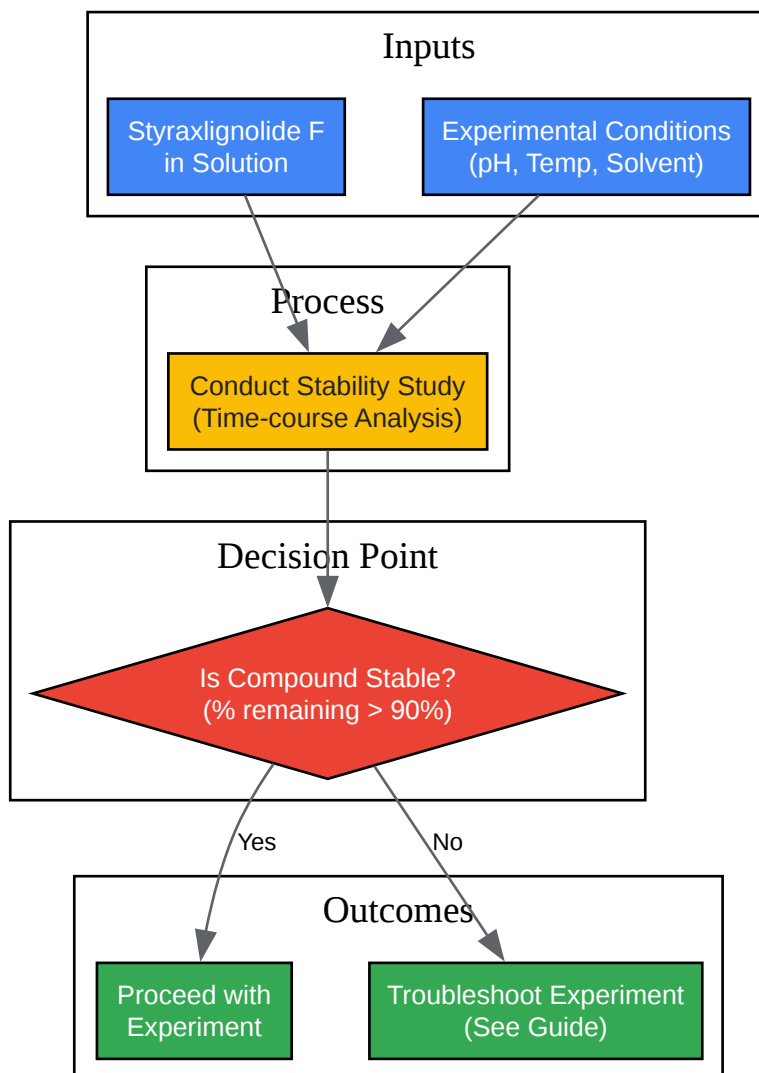 Inputs
Styraxlignolide F
in Solution
Experimental Conditions
(pH, Temp, Solvent)
Process
Conduct Stability Study
(Time-course Analysis)
Decision Point
Is Compound Stable?
(% remaining > 90%)
Yes
No
Outcomes
Proceed with
Experiment
Troubleshoot Experiment
(See Guide)